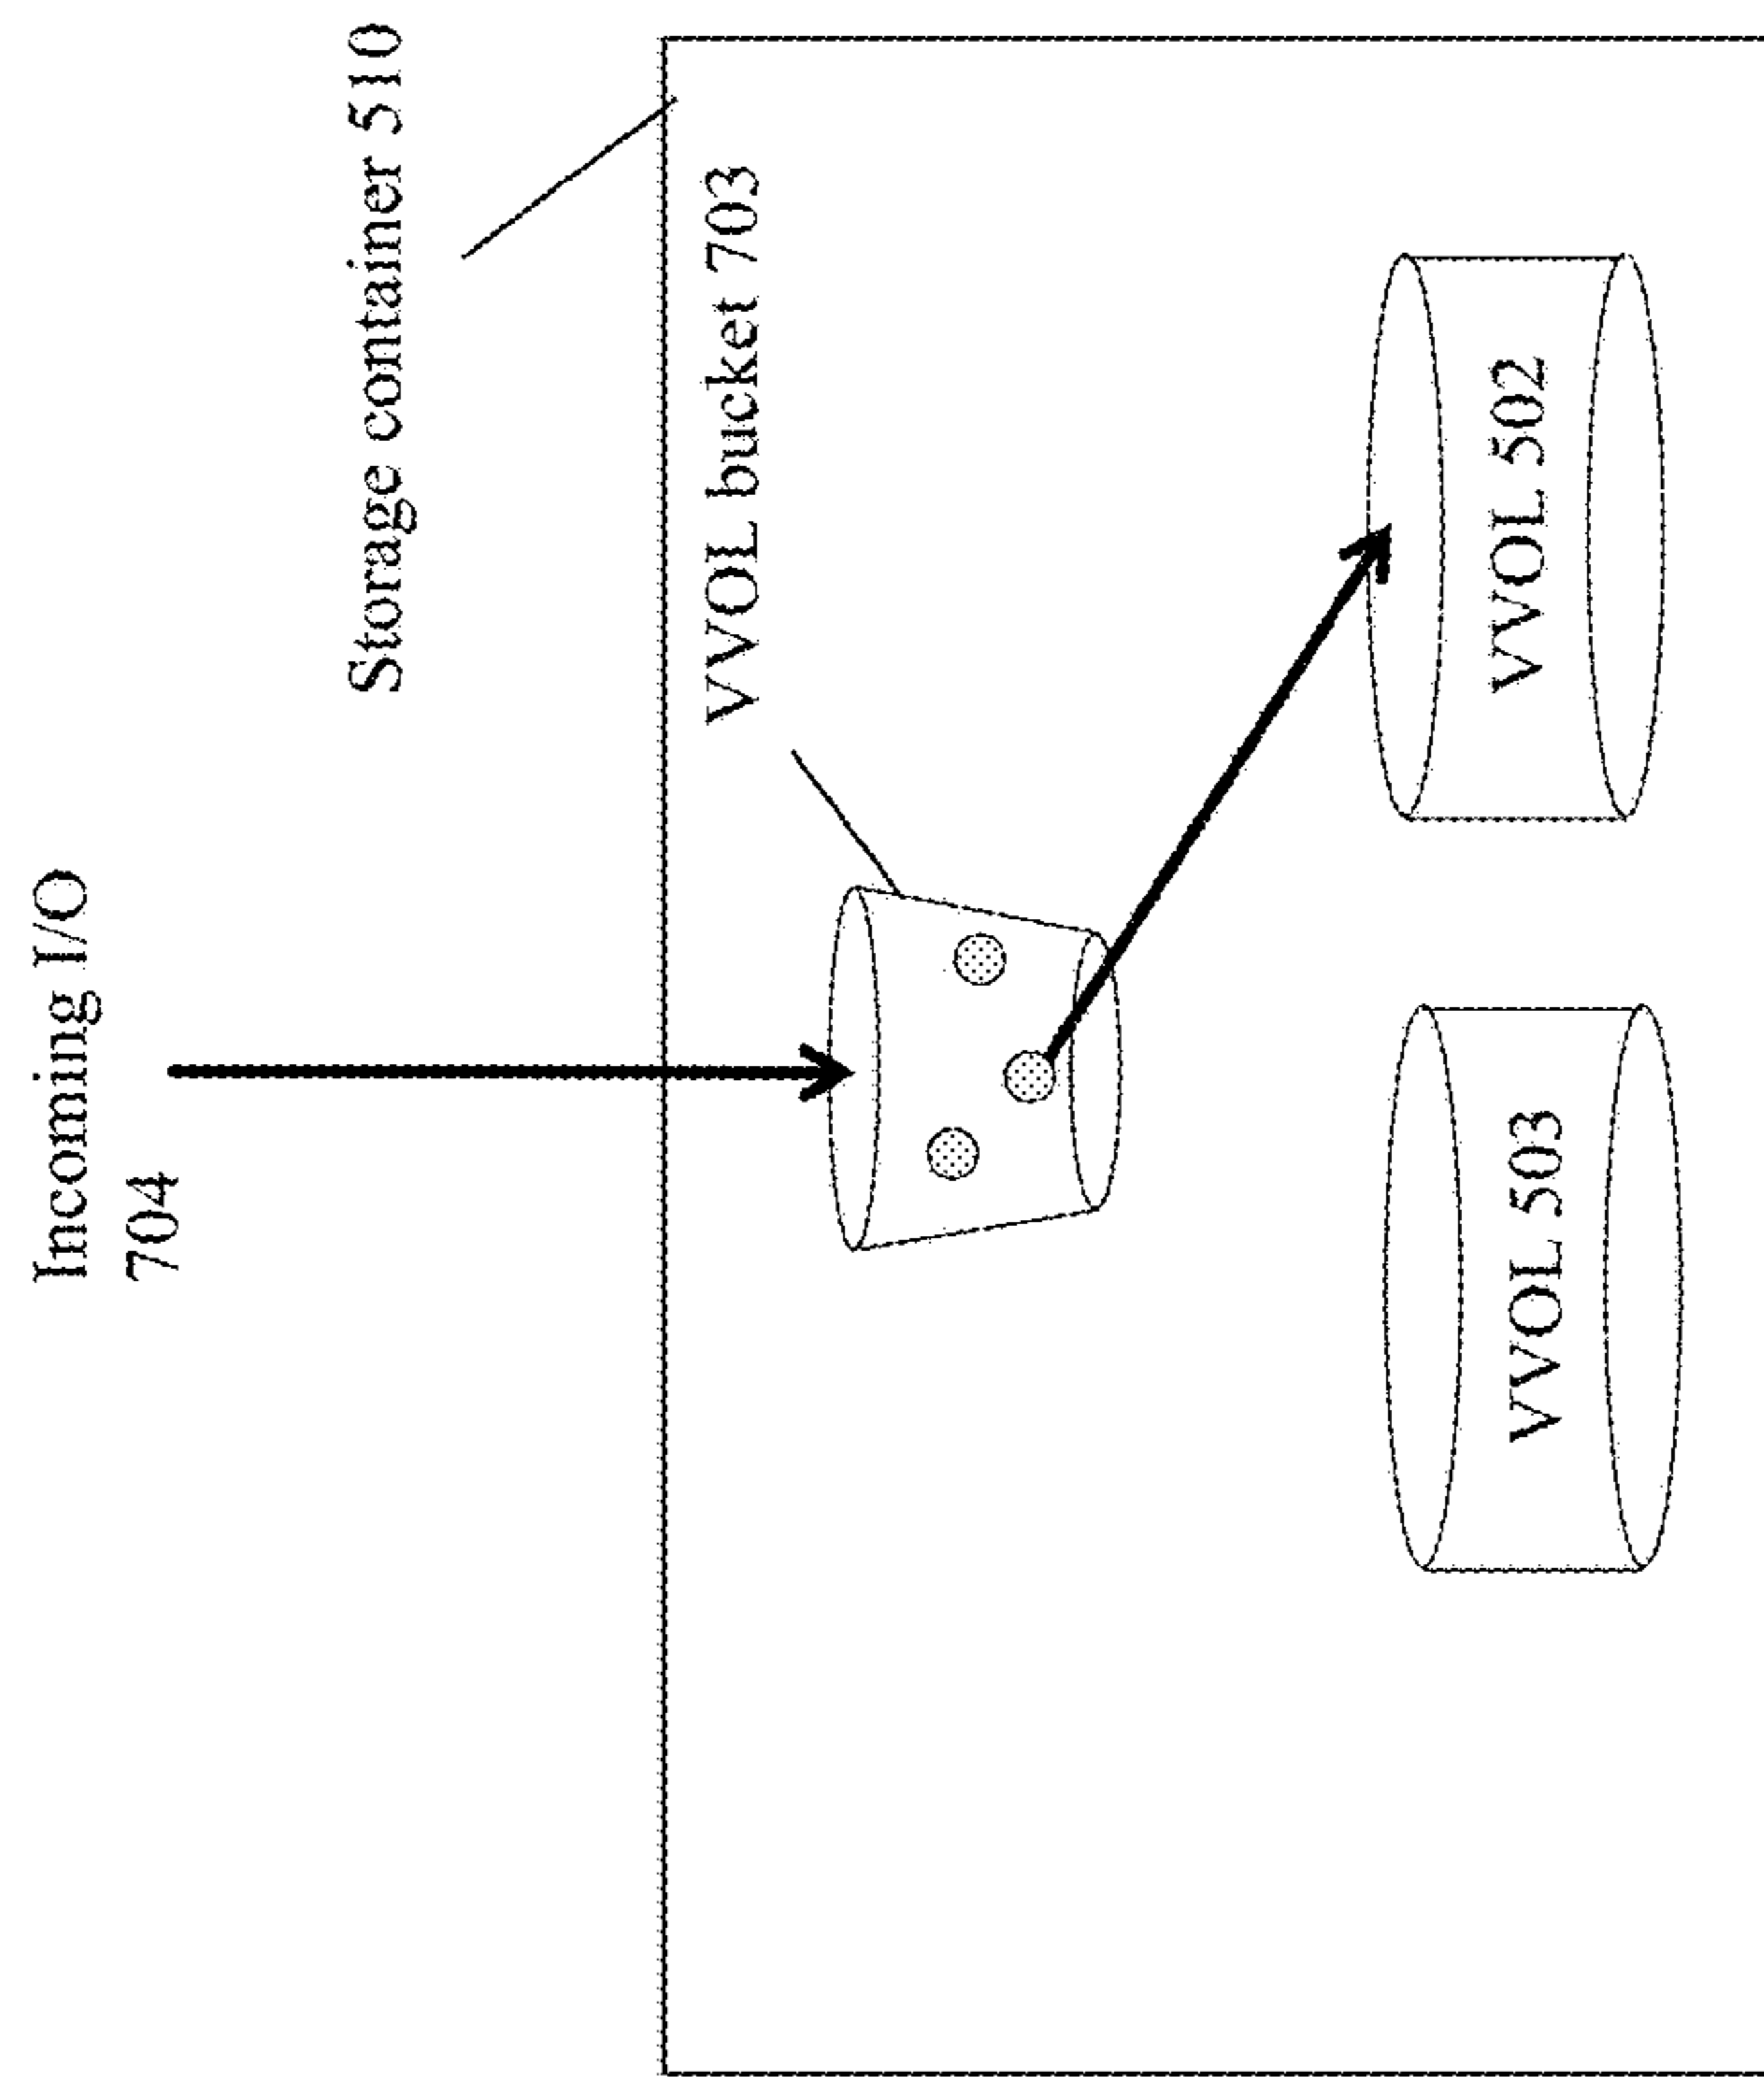 Incoming I/O
704
Storage container 510
VVOL bucket 703
VVOL 503
VVOL 502